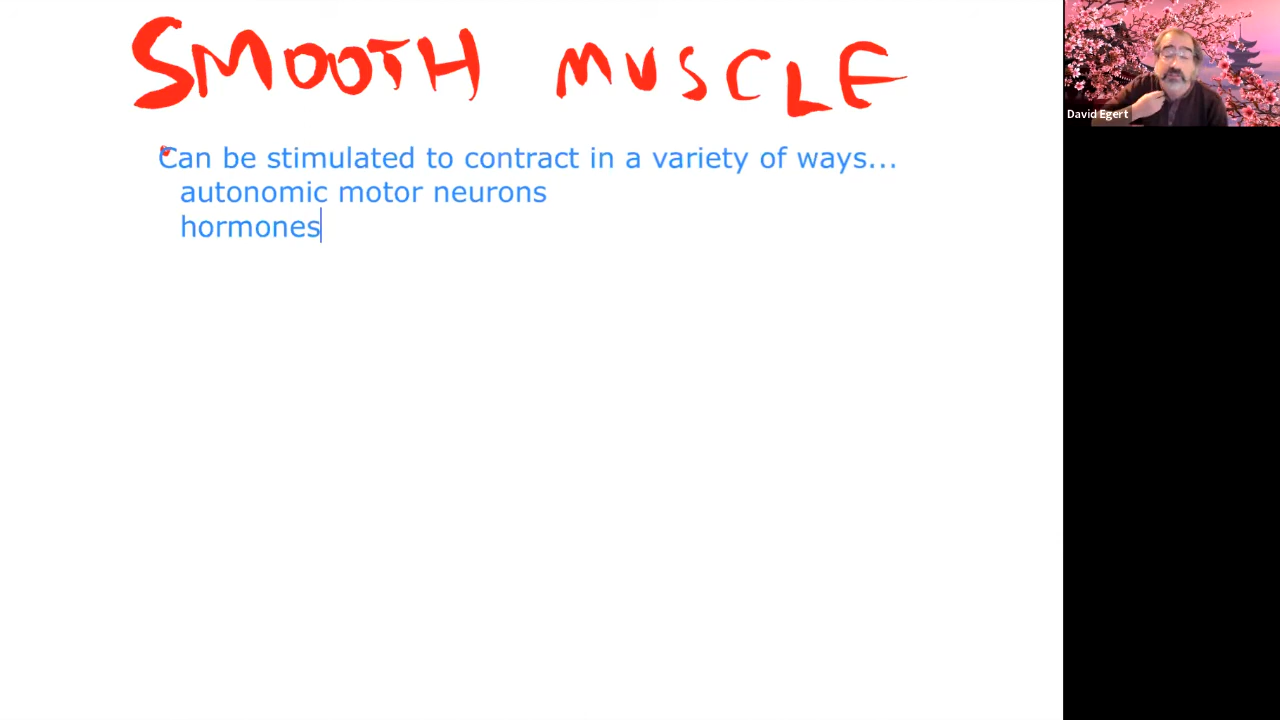 SMOOTH MUSCLE
Can be stimulated to contract in a variety of ways...
autonomic motor neurons
hormones
David Egert